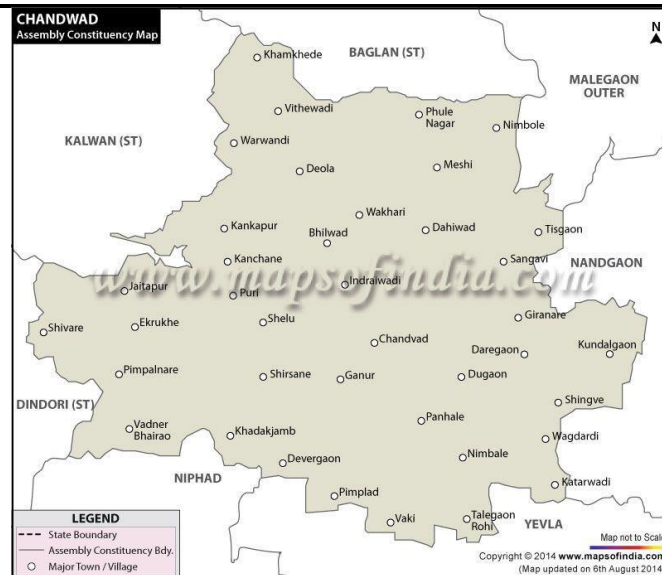 CHANDWAD
Assembly Constituency Map
N
BAGLAN (ST)
MALEGAON
OUTER
KALWAN (ST)
NANDGAON
DINDORI (ST)
NIPHAD
YEVLA
Khamkhede
Vithewadi
Phule
Nagar
Nimbole
Warwandi
Deola
Meshi
Wakhari
Kankapur
Bhilwad
Dahiwad
Tisgaon
Kanchane
Sangavi
www.mapsofindia.com
Jaitapur
Puri
Indraiwadi
Shivare
Ekrukhe
Shelu
Giranare
Chandvad
Daregaon
Kundalgaon
Pimpalnare
Shirsane
Ganur
Dugaon
Shingve
Vadner
Bhairao
Khadakjamb
Panhale
Wagdardi
Devergaon
Nimbale
Katarwadi
Pimplad
Vaki
Talegaon
Rohi
LEGEND
State Boundary
Assembly Constituency Bdy.
Major Town / Village
Map not to Scale
Copyright © 2014 www.mapsofindia.com
(Map updated on 6th August 2014